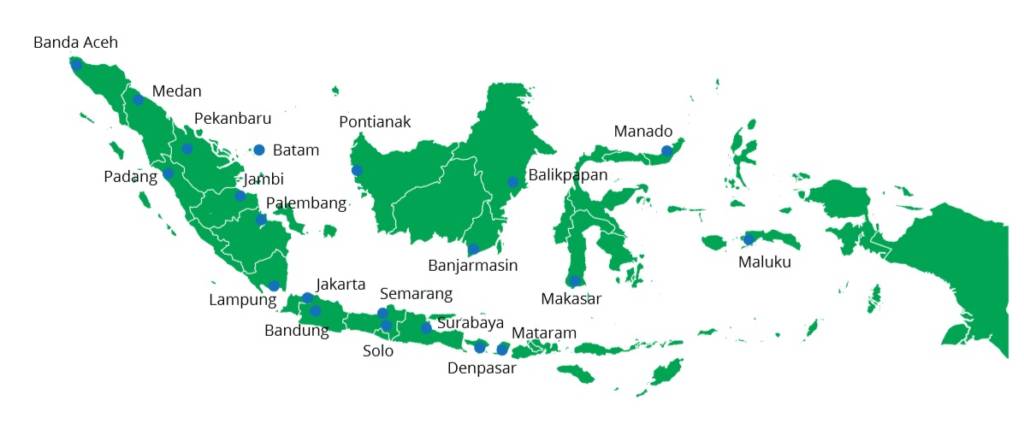 Banda Aceh
Medan
Pekanbaru
Pontianak
Manado
Batam
Padang
Jambi
Balikpapan
Palembang
Banjarmasin
Maluku
Jakarta
Lampung
Semarang
Makasar
Bandung
Surabaya
Mataram
Solo
Denpasar